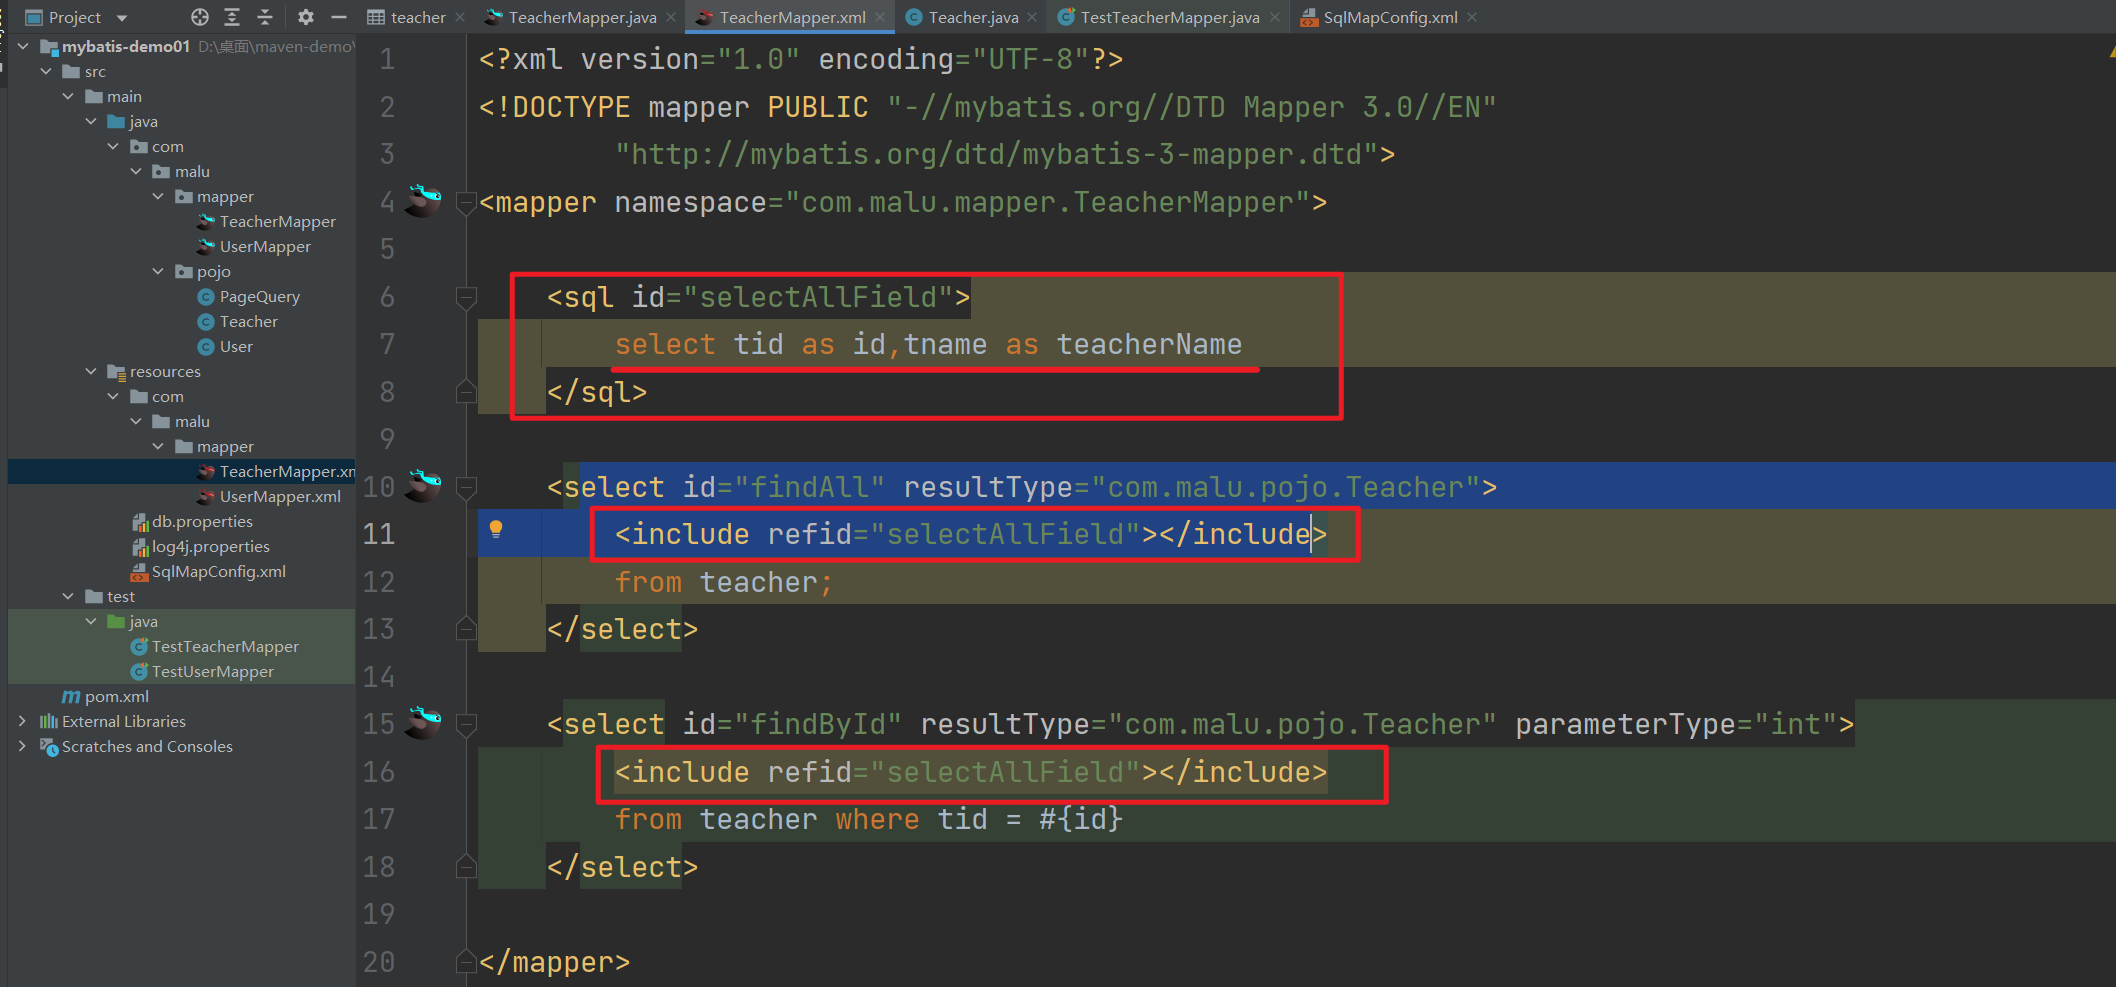 Project
teacher
TeacherMapper.java
TeacherMapper.xml
Teacher.java
TestTeacherMapper.java
SqlMapConfig.xml
mybatis-demo01 D:\桌面\maven-demo\
src
main
java
com
malu
mapper
TeacherMapper
UserMapper
pojo
PageQuery
Teacher
User
resources
com
malu
mapper
TeacherMapper.xm
UserMapper.xml
db.properties
log4j.properties
SqlMapConfig.xml
test
java
TestTeacherMapper
TestUserMapper
pom.xml
External Libraries
Scratches and Consoles
1 <?xml version="1.0" encoding="UTF-8"?>
2 <!DOCTYPE mapper PUBLIC "-//mybatis.org//DTD Mapper 3.0//EN"
3 "http://mybatis.org/dtd/mybatis-3-mapper.dtd">
4 <mapper namespace="com.malu.mapper.TeacherMapper">
5
6 <sql id="selectAllField">
7 select tid as id,tname as teacherName
8 </sql>
9
10 <select id="findAll" resultType="com.malu.pojo.Teacher">
11 <include refid="selectAllField"></include>
12 from teacher;
13 </select>
14
15 <select id="findById" resultType="com.malu.pojo.Teacher" parameterType="int">
16 <include refid="selectAllField"></include>
17 from teacher where tid = #{id}
18 </select>
19
20 </mapper>